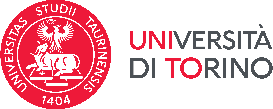 UNIVERSITAS STUDII TAURINENSIS
1404
UNIVERSITÀ
DI TORINO